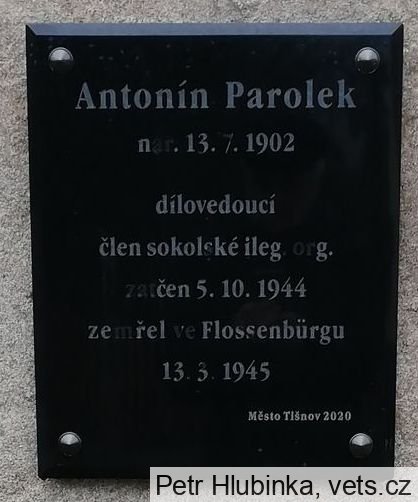 Antonín Parolek
nar. 13. 7. 1902
dílovedoucí
člen sokolské ileg. org.
zatčen 5. 10. 1944
zemřel ve Flossenbürgu
13. 3. 1945
Město Tišnov 2020
Petr Hlubinka, vets.cz